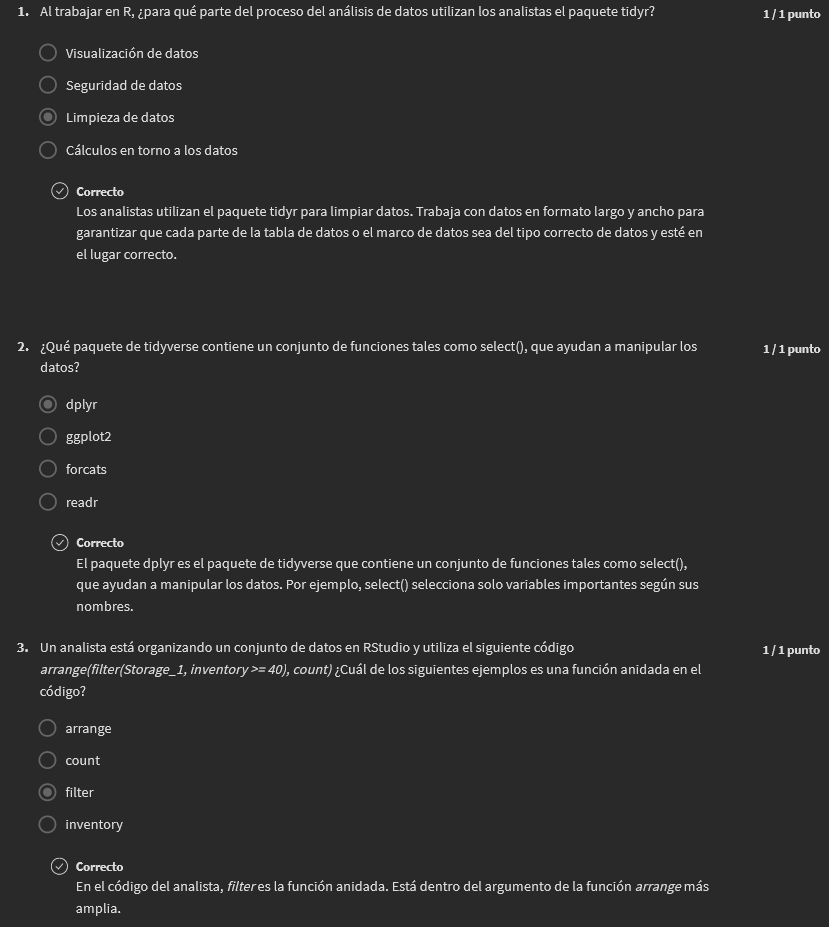 1. Al trabajar en R, ¿para qué parte del proceso del análisis de datos utilizan los analistas el paquete tidyr? 1 / 1 punto
Visualización de datos
Seguridad de datos
Limpieza de datos
Cálculos en torno a los datos
Correcto
Los analistas utilizan el paquete tidyr para limpiar datos. Trabaja con datos en formato largo y ancho para
garantizar que cada parte de la tabla de datos o el marco de datos sea del tipo correcto de datos y esté en
el lugar correcto.
2. ¿Qué paquete de tidyverse contiene un conjunto de funciones tales como select(), que ayudan a manipular los 1 / 1 punto
datos?
dplyr
ggplot2
forcats
readr
Correcto
El paquete dplyr es el paquete de tidyverse que contiene un conjunto de funciones tales como select(),
que ayudan a manipular los datos. Por ejemplo, select() selecciona solo variables importantes según sus
nombres.
3. Un analista está organizando un conjunto de datos en RStudio y utiliza el siguiente código 1 / 1 punto
arrange(filter(Storage_1, inventory >= 40), count) ¿Cuál de los siguientes ejemplos es una función anidada en el
código?
arrange
count
filter
inventory
Correcto
En el código del analista, filter es la función anidada. Está dentro del argumento de la función arrange más
amplia.